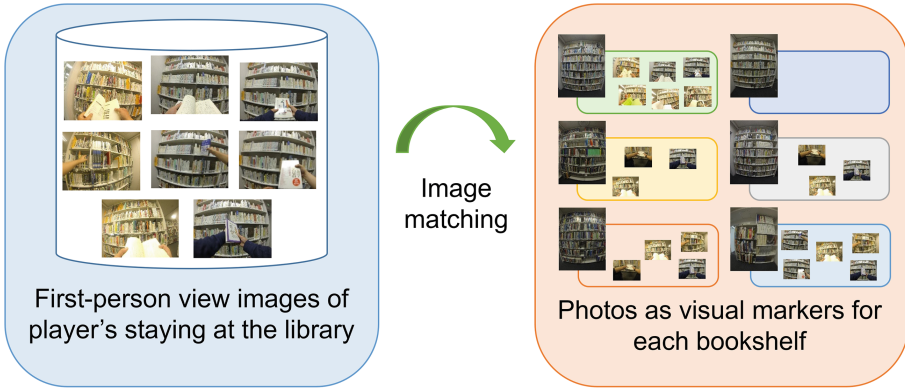 First-person view images of
player's staying at the library
Image
matching
Photos as visual markers for
each bookshelf